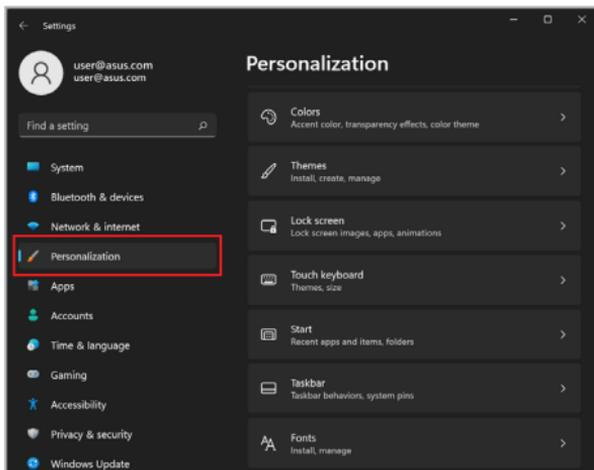 Settings
user@asus.com
user@asus.com
Find a setting
System
Bluetooth & devices
Network & internet
Personalization
Apps
Accounts
Time & language
Gaming
Accessibility
Privacy & security
Windows Update
Personalization
Colors
Accent color, transparency effects, color theme
Themes
Install, create, manage
Lock screen
Lock screen images, apps, animations
Touch keyboard
Themes, size
Start
Recent apps and items, folders
Taskbar
Taskbar behaviors, system pins
Fonts
Install, manage